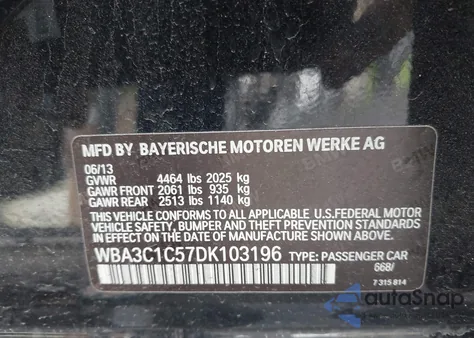 MFD BY BAYERISCHE MOTOREN WERKE AG
06/13
GVWR 4464 lbs 2025 kg
GAWR FRONT 2061 lbs 935 kg
GAWR REAR 2513 lbs 1140 kg
THIS VEHICLE CONFORMS TO ALL APPLICABLE U.S.FEDERAL MOTOR
VEHICLE SAFETY, BUMPER AND THEFT PREVENTION STANDARDS
IN EFFECT ON THE DATE OF MANUFACTURE SHOWN ABOVE.
WBA3C1C57DK103196 TYPE: PASSENGER CAR
668/
7 315 814
autoSnap